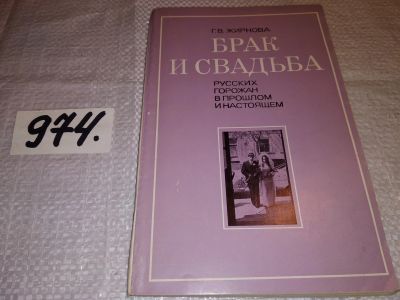 Г.В. ЖИРНОВА
БРАК
И СВАДЬБА
РУССКИХ
ГОРОЖАН
В ПРОШЛОМ
И НАСТОЯЩЕМ
974.